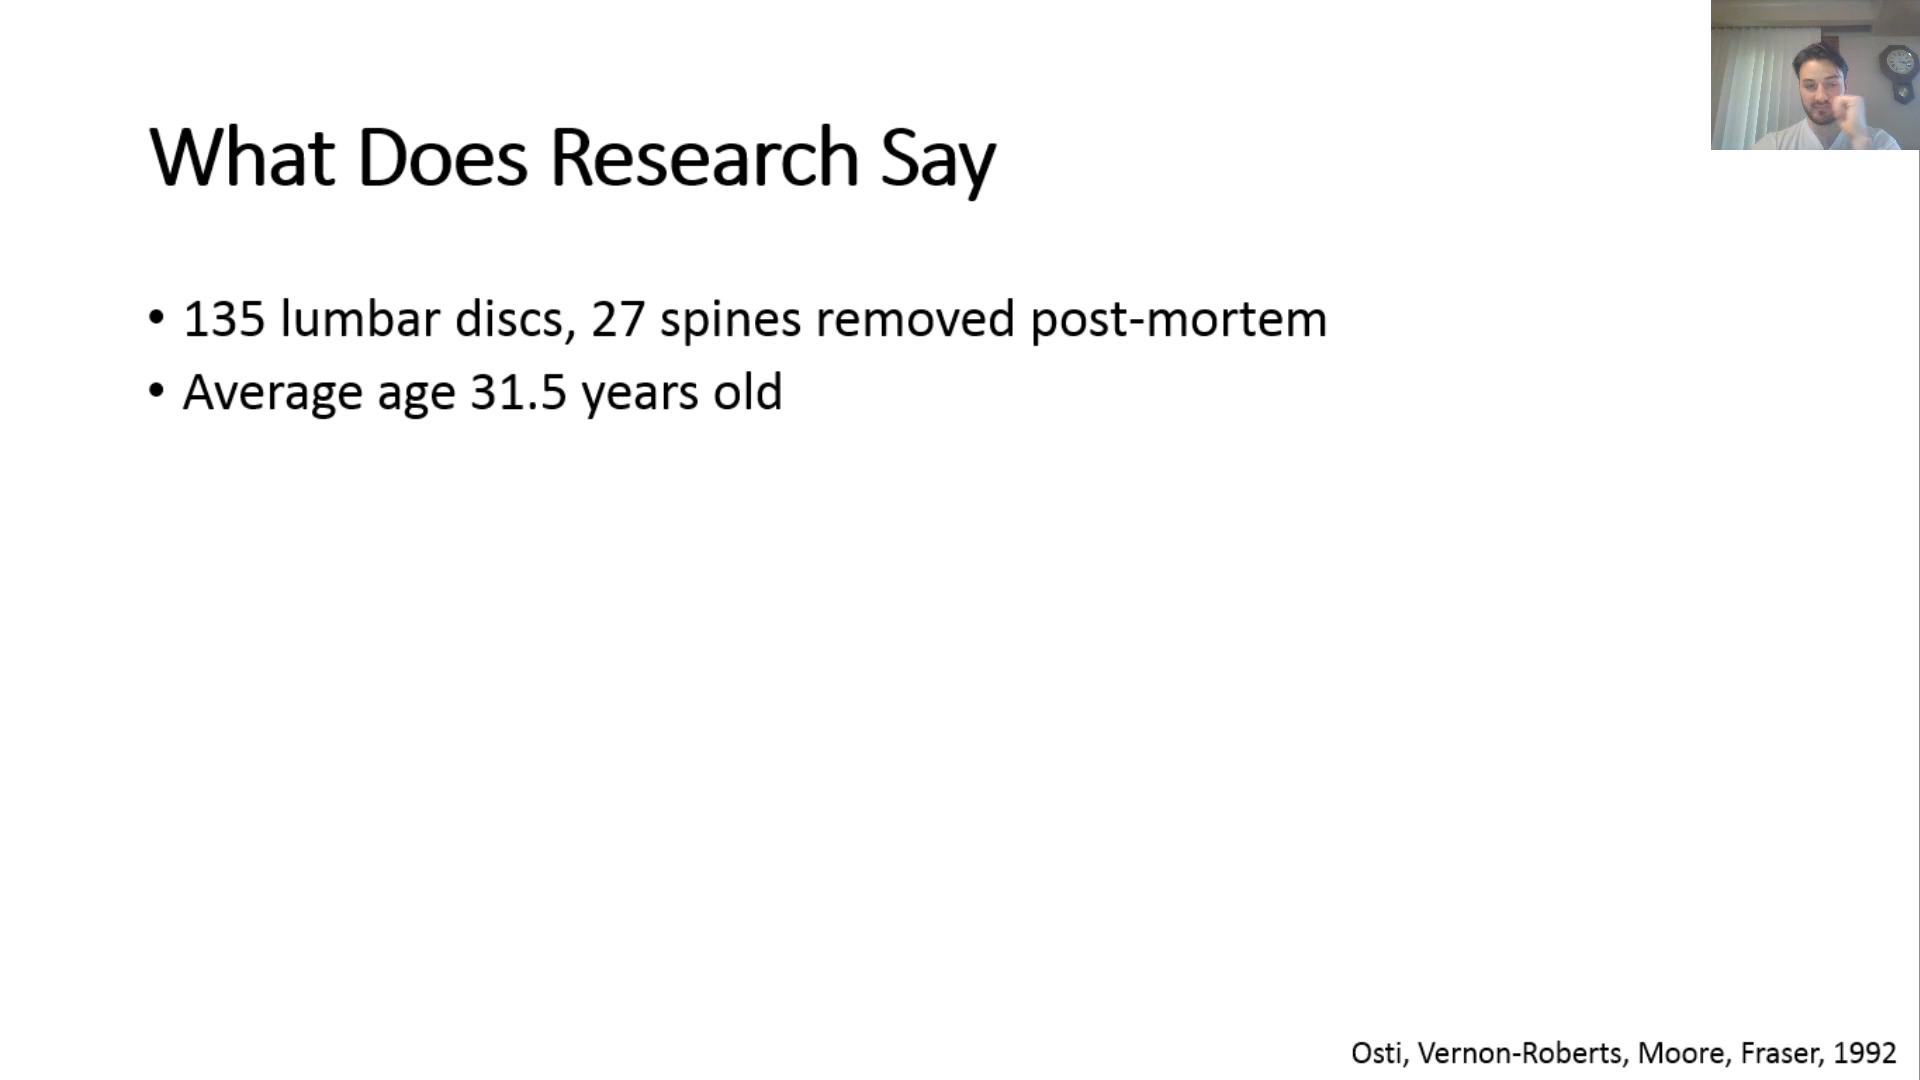 What Does Research Say
• 135 lumbar discs, 27 spines removed post-mortem
• Average age 31.5 years old
Osti, Vernon-Roberts, Moore, Fraser, 1992